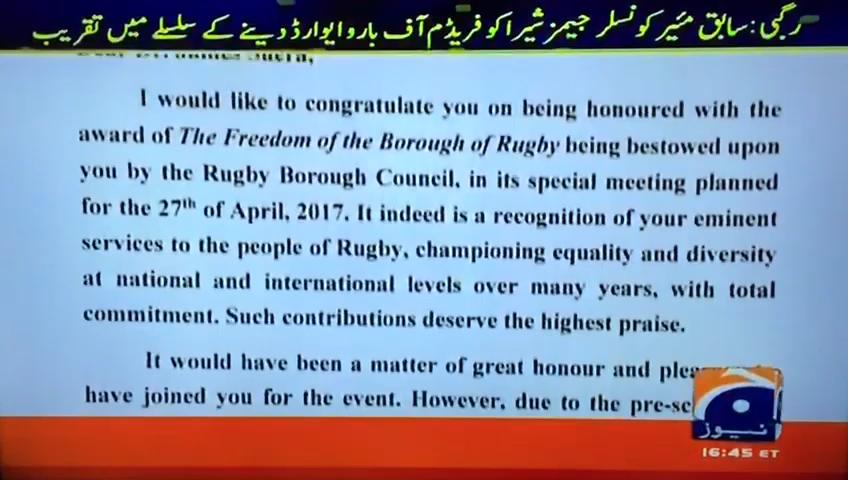 رگبی: سابق مئیر کونسلر جیمز شیرا کو فریڈم آف بارو ایوارڈ دینے کے سلسلے میں تقریب
I would like to congratulate you on being honoured with the
award of The Freedom of the Borough of Rugby being bestowed upon
you by the Rugby Borough Council, in its special meeting planned
for the 27th of April, 2017. It indeed is a recognition of your eminent
services to the people of Rugby, championing equality and diversity
at national and international levels over many years, with total
commitment. Such contributions deserve the highest praise.
It would have been a matter of great honour and
have joined you for the event. However, due to the
نیوز
16:45 ET